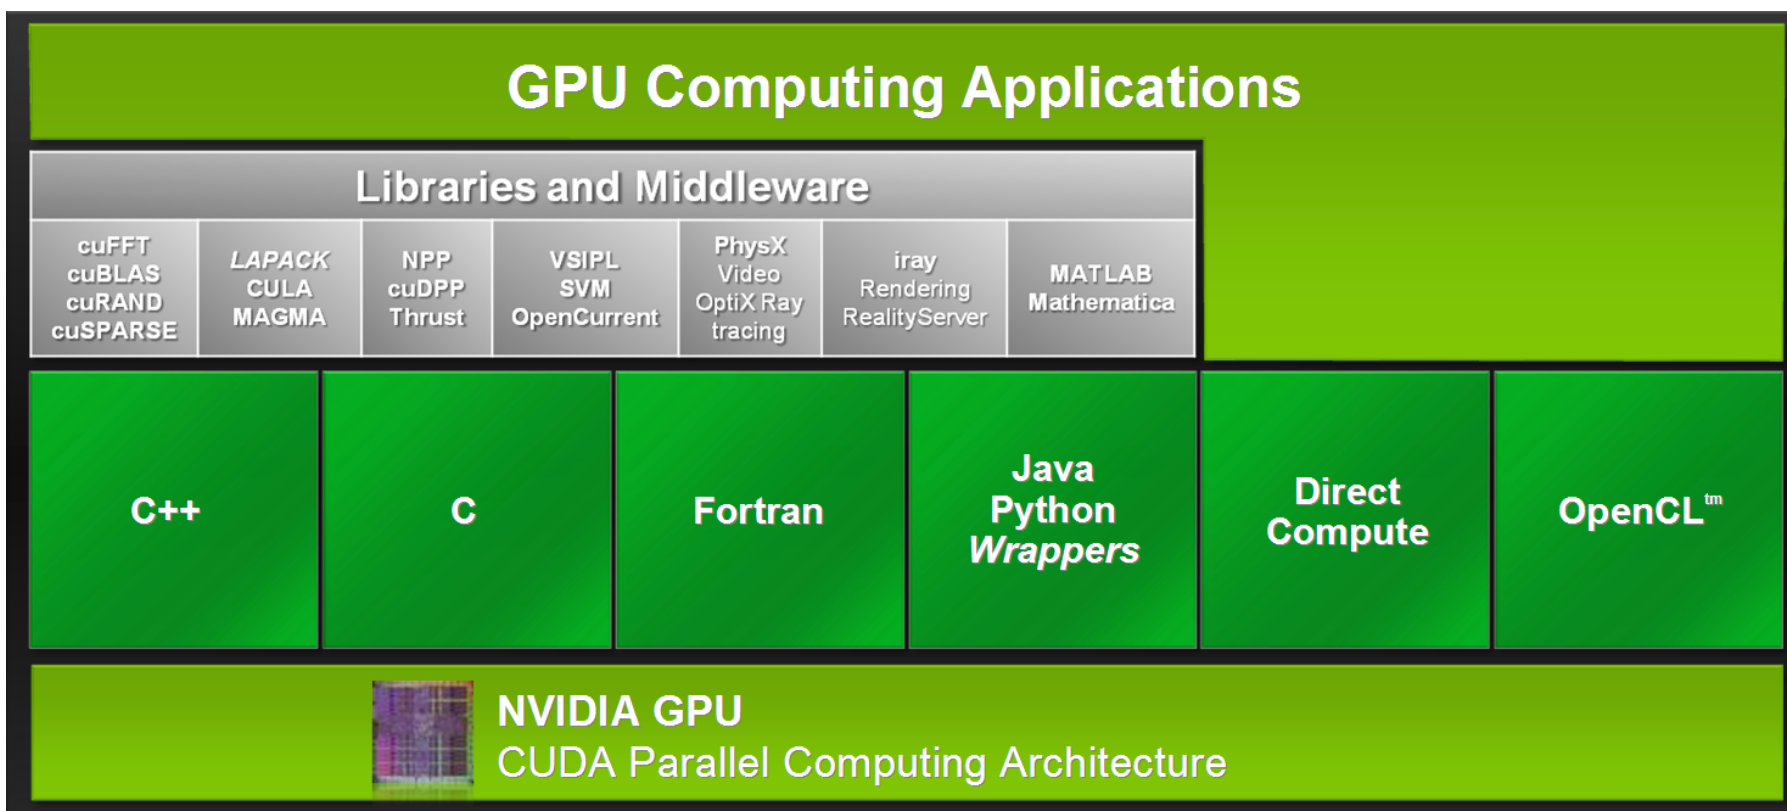 GPU Computing Applications
Libraries and Middleware
cuFFT
cuBLAS
cuRAND
cuSPARSE
LAPACK
CULA
MAGMA
NPP
cuDPP
Thrust
VSIPL
SVM
OpenCurrent
PhysX
Video
OptiX Ray
tracing
iray
Rendering
RealityServer
MATLAB
Mathematica
C++
C
Fortran
Java
Python
Wrappers
Direct
Compute
OpenCL™
NVIDIA GPU
CUDA Parallel Computing Architecture